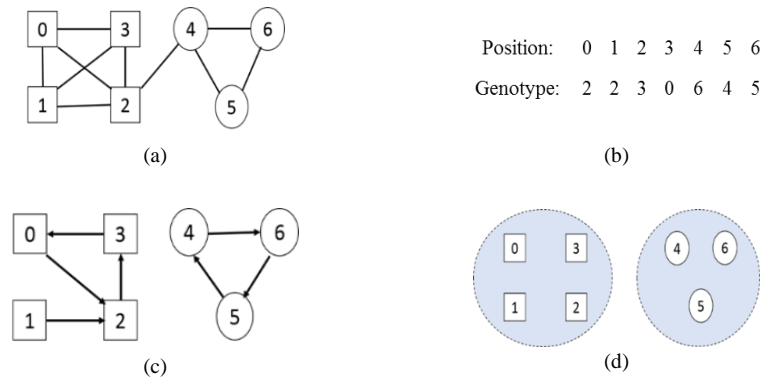 0 3 4 6
1 2 5
(a)
Position: 0 1 2 3 4 5 6
Genotype: 2 2 3 0 6 4 5
(b)
0 3 4 6
1 2 5
(c)
0 3 4 6
1 2 5
(d)